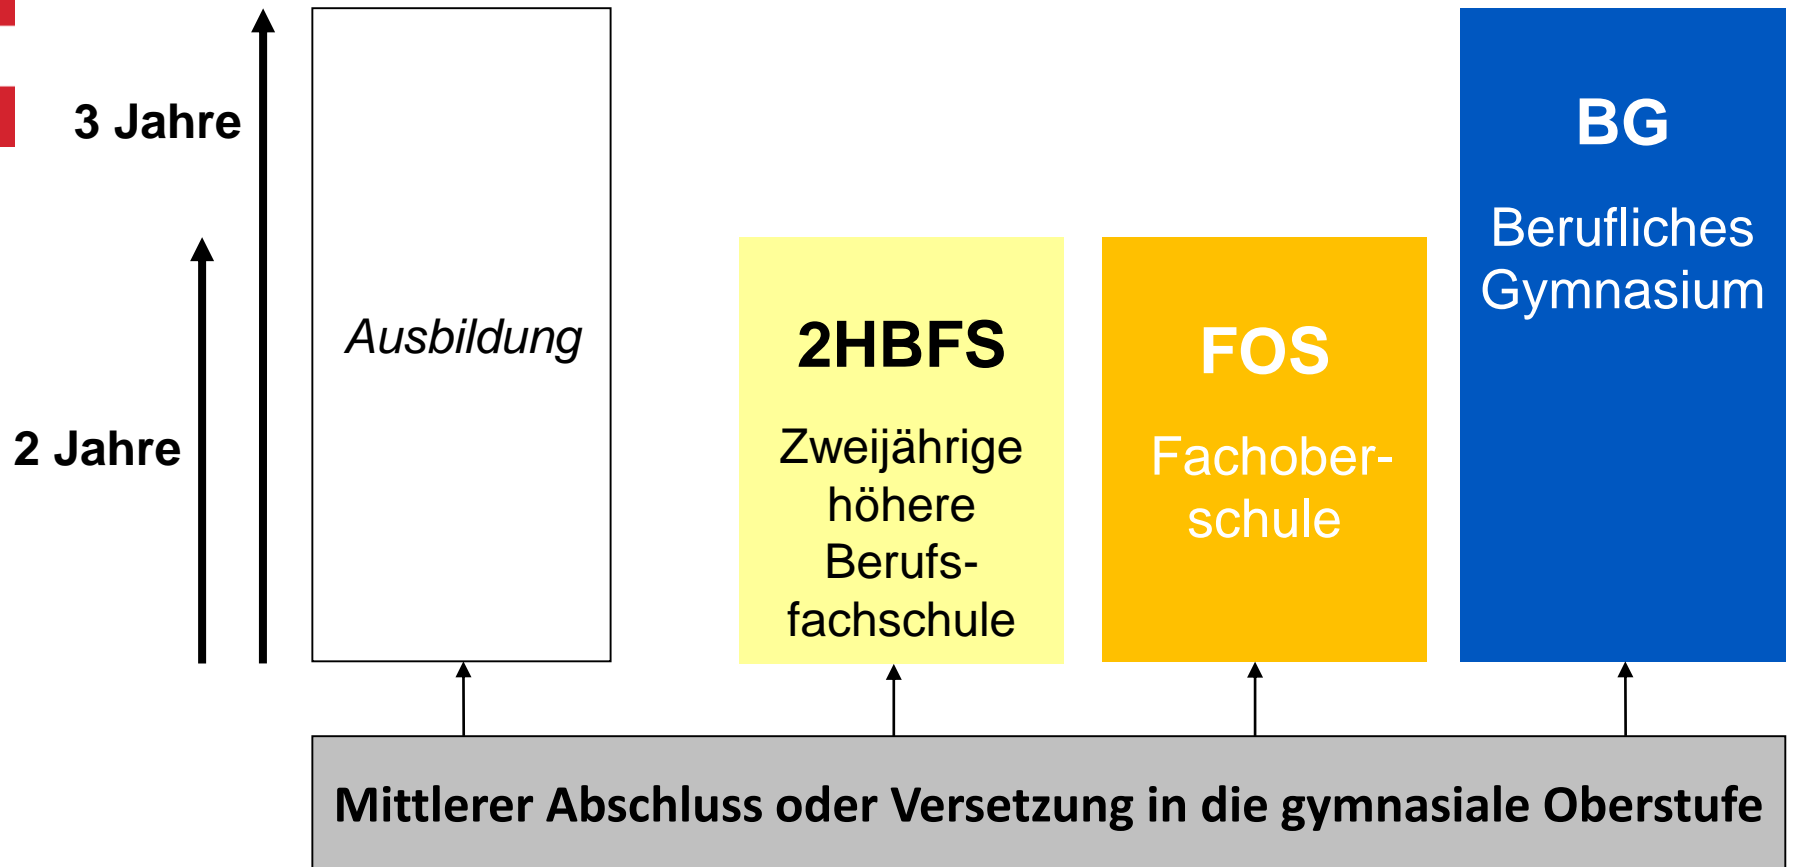 3 Jahre
2 Jahre
Ausbildung
2HBFS
Zweijährige
höhere
Berufs-
fachschule
FOS
Fachober-
schule
BG
Berufliches
Gymnasium
Mittlerer Abschluss oder Versetzung in die gymnasiale Oberstufe